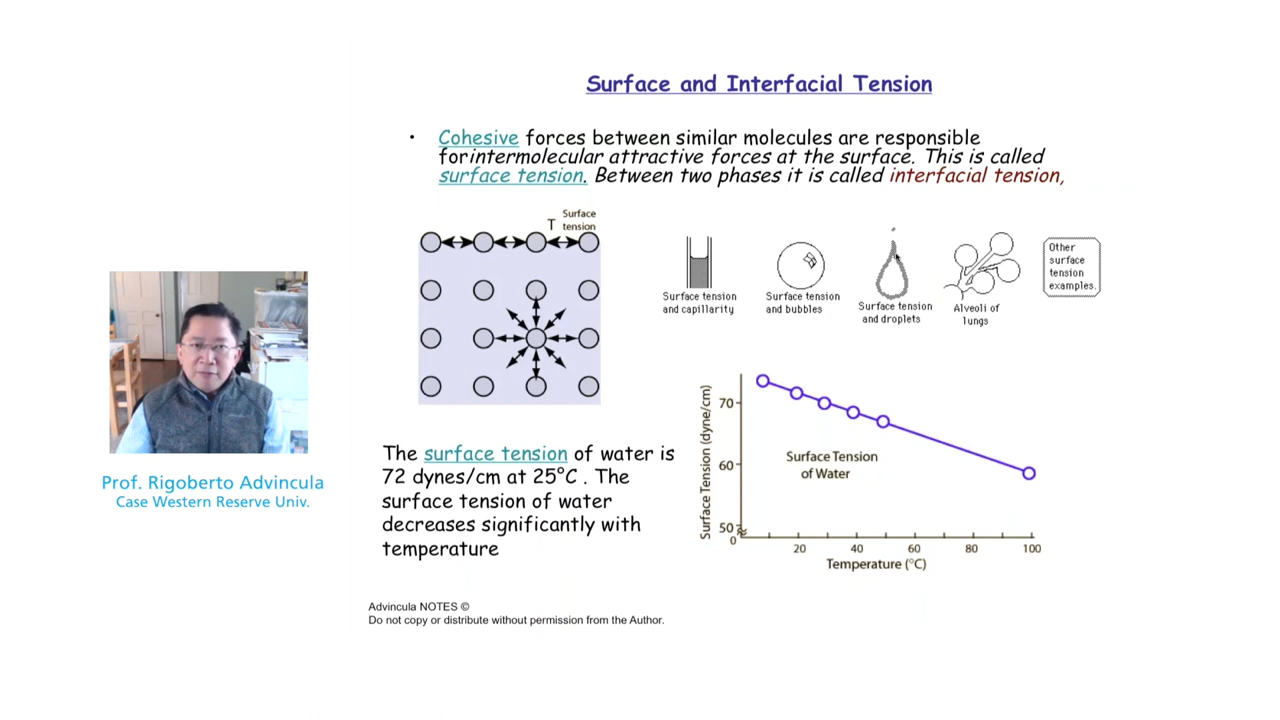 Surface and Interfacial Tension
• Cohesive forces between similar molecules are responsible
forintermolecular attractive forces at the surface. This is called
surface tension. Between two phases it is called interfacial tension,
T Surface
tension
Surface tension
and capillarity
Surface tension
and bubbles
Surface tension
and droplets
Alveoli of
lungs
Other
surface
tension
examples.
Prof. Rigoberto Advincula
Case Western Reserve Univ.
The surface tension of water is
72 dynes/cm at 25°C . The
surface tension of water
decreases significantly with
temperature
Surface Tension (dyne/cm)
70
60
50
0
Surface Tension
of Water
20 40 60 80 100
Temperature (°C)
Advincula NOTES ©
Do not copy or distribute without permission from the Author.